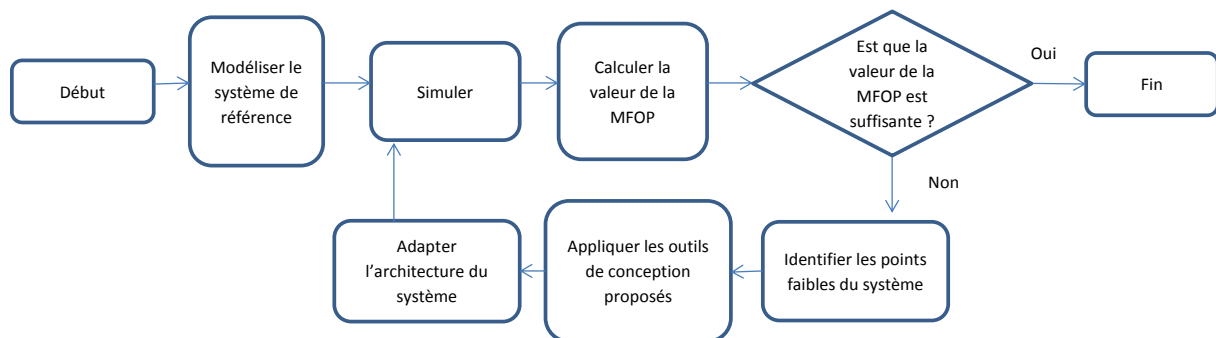 Début
Modéliser le
système de
référence
Simuler
Calculer la
valeur de la
MFOP
Est que la
valeur de la
MFOP est
suffisante ?
Oui
Fin
Non
Identifier les points
faibles du système
Appliquer les outils
de conception
proposés
Adapter
l’architecture du
système